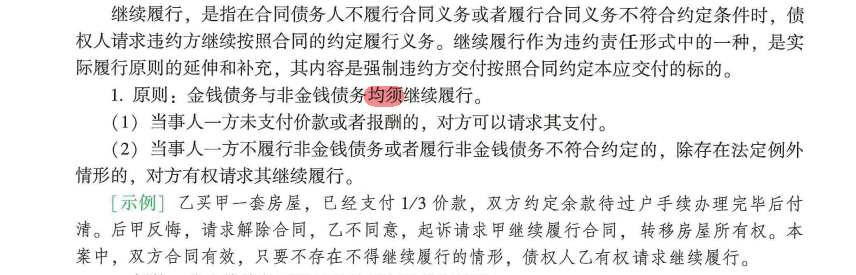 继续履行，是指在合同债务人不履行合同义务或者履行合同义务不符合约定条件时，债
权人请求违约方继续按照合同的约定履行义务。继续履行作为违约责任形式中的一种，是实
际履行原则的延伸和补充，其内容是强制违约方交付按照合同约定本应交付的标的。
1. 原则：金钱债务与非金钱债务均须继续履行。
（1）当事人一方未支付价款或者报酬的，对方可以请求其支付。
（2）当事人一方不履行非金钱债务或者履行非金钱债务不符合约定的，除存在法定例外
情形的，对方有权请求其继续履行。
［示例］乙买甲一套房屋，已经支付 1/3 价款，双方约定余款待过户手续办理完毕后付
清。后甲反悔，请求解除合同，乙不同意，起诉请求甲继续履行合同，转移房屋所有权。本
案中，双方合同有效，只要不存在不得继续履行的情形，债权人乙有权请求继续履行。